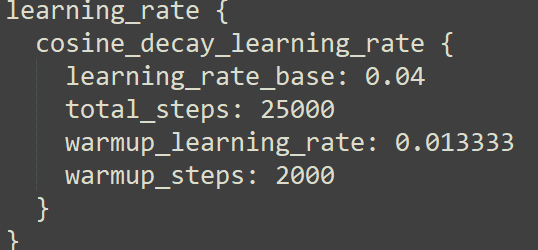 learning_rate {
cosine_decay_learning_rate {
learning_rate_base: 0.04
total_steps: 25000
warmup_learning_rate: 0.013333
warmup_steps: 2000
}
}